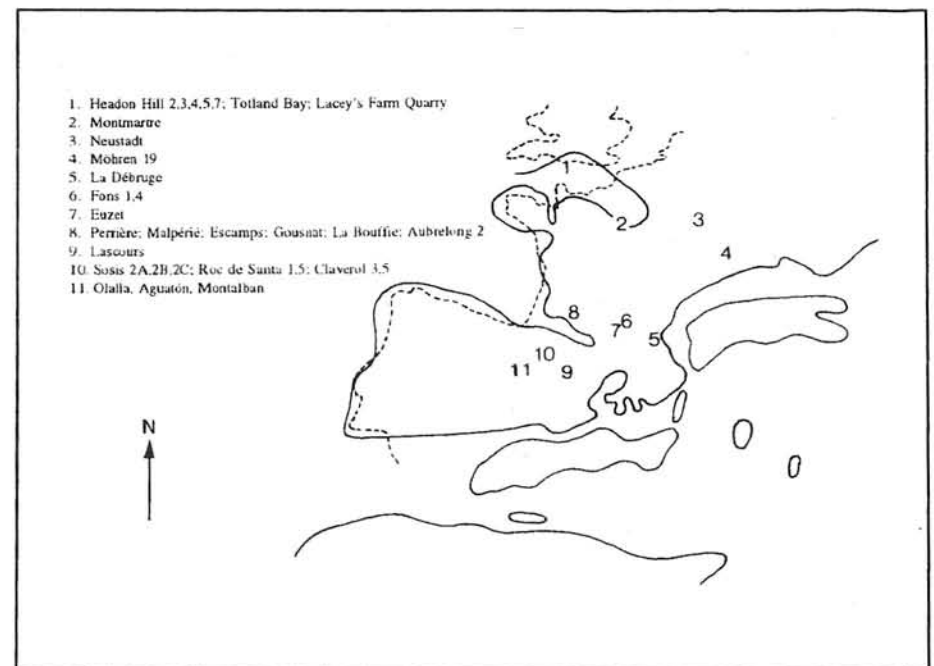 1. Headon Hill 2,3,4,5,7; Totland Bay; Lacey's Farm Quarry
2. Montmartre
3. Neustadt
4. Möhren 19
5. La Débruge
6. Fons 1,4
7. Euzet
8. Perrière; Malpérié; Escamps; Gousnat; La Bouffie; Aubrelong 2
9. Lascours
10. Sosis 2A,2B,2C; Roc de Santa 1,5; Claverol 3,5
11. Olalla, Aguatón, Montalban
1
2
3
4
8
6
7
5
10
11
9
N